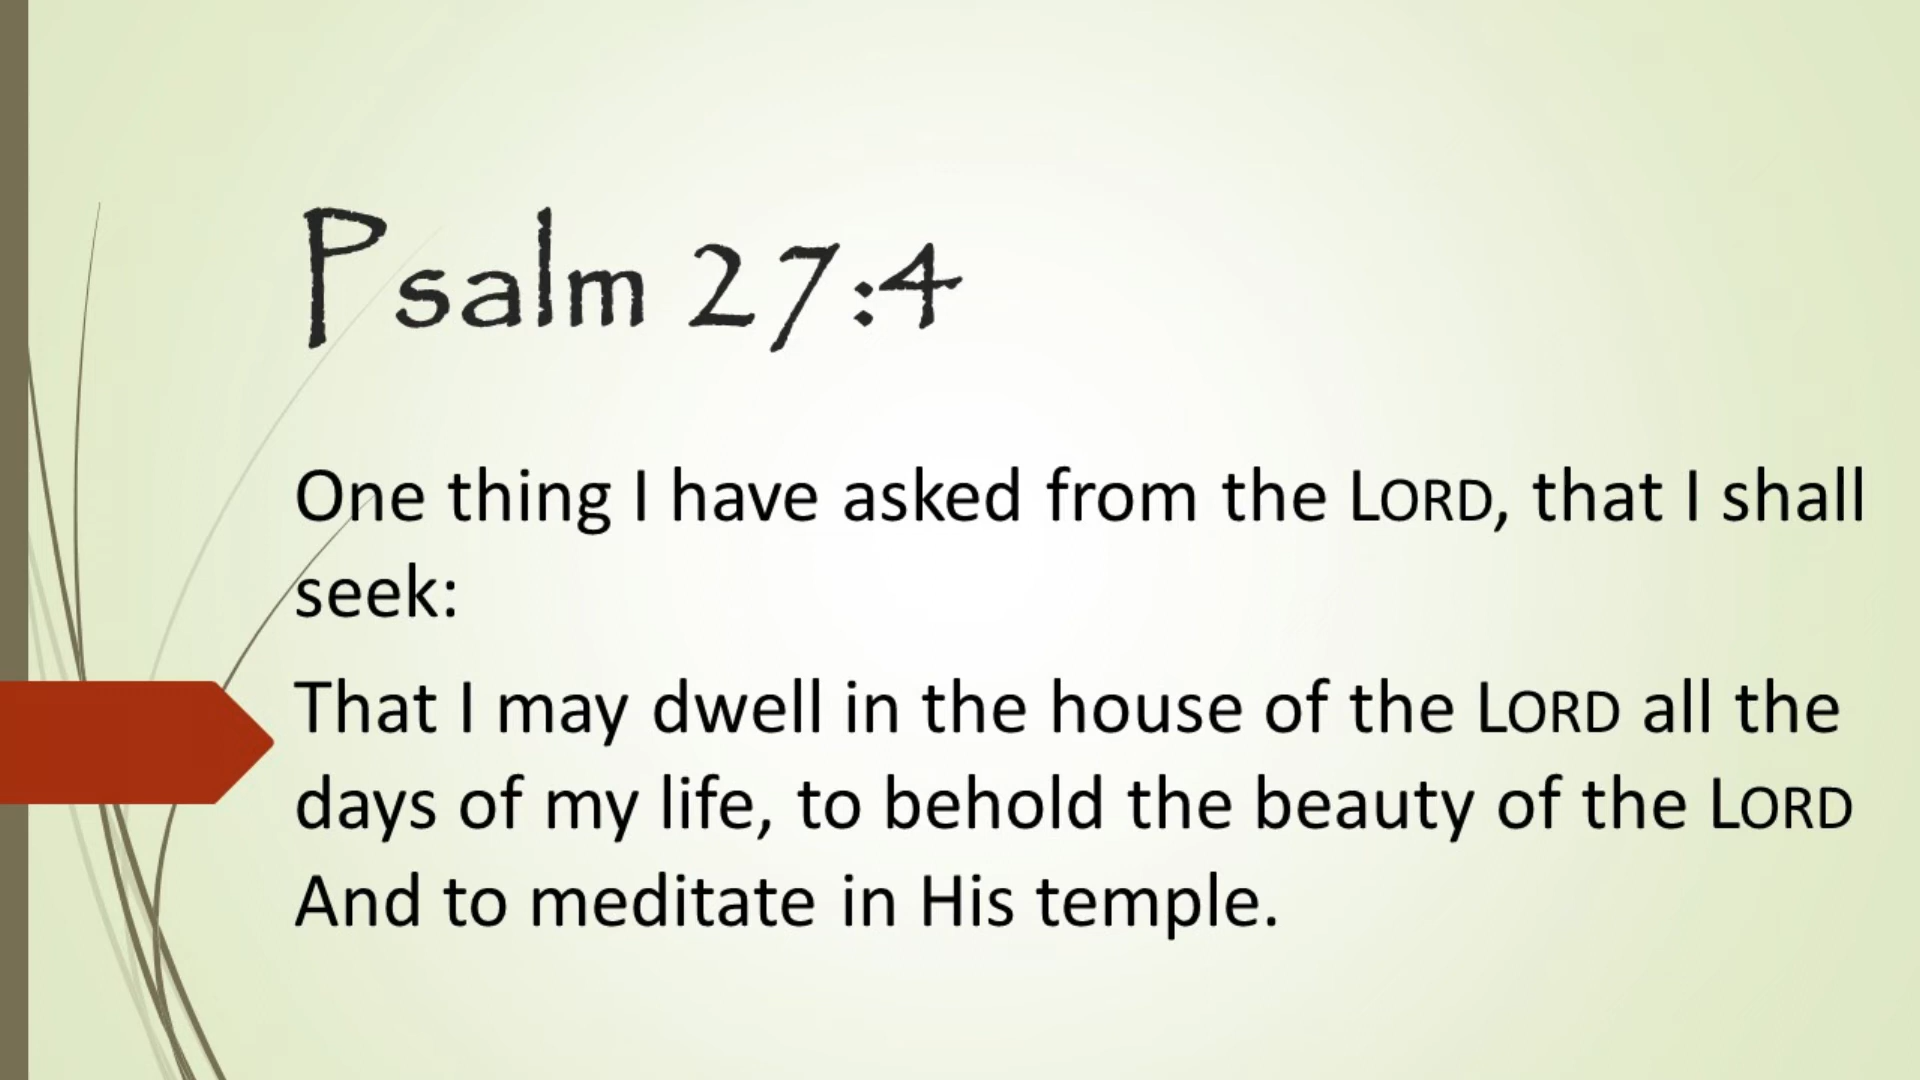 Psalm 27:4
One thing I have asked from the LORD, that I shall
seek:
That I may dwell in the house of the LORD all the
days of my life, to behold the beauty of the LORD
And to meditate in His temple.